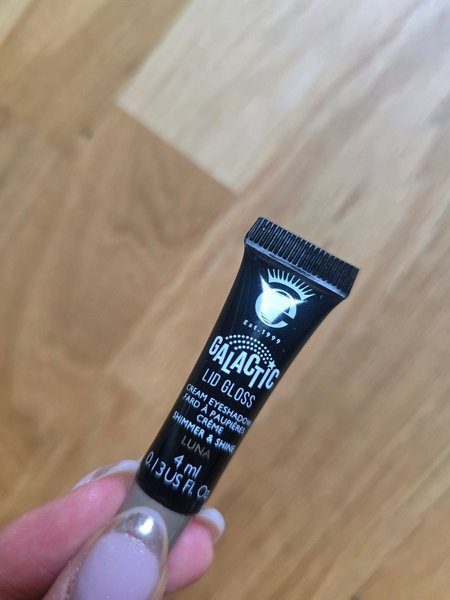 Est.1999
GALACTIC
LID GLOSS
CREAM EYESHADOW
FARD À PAUPIÈRES
CRÈME
SHIMMER & SHINE
LUNA
4 ml
0,13 US Fl. Oz